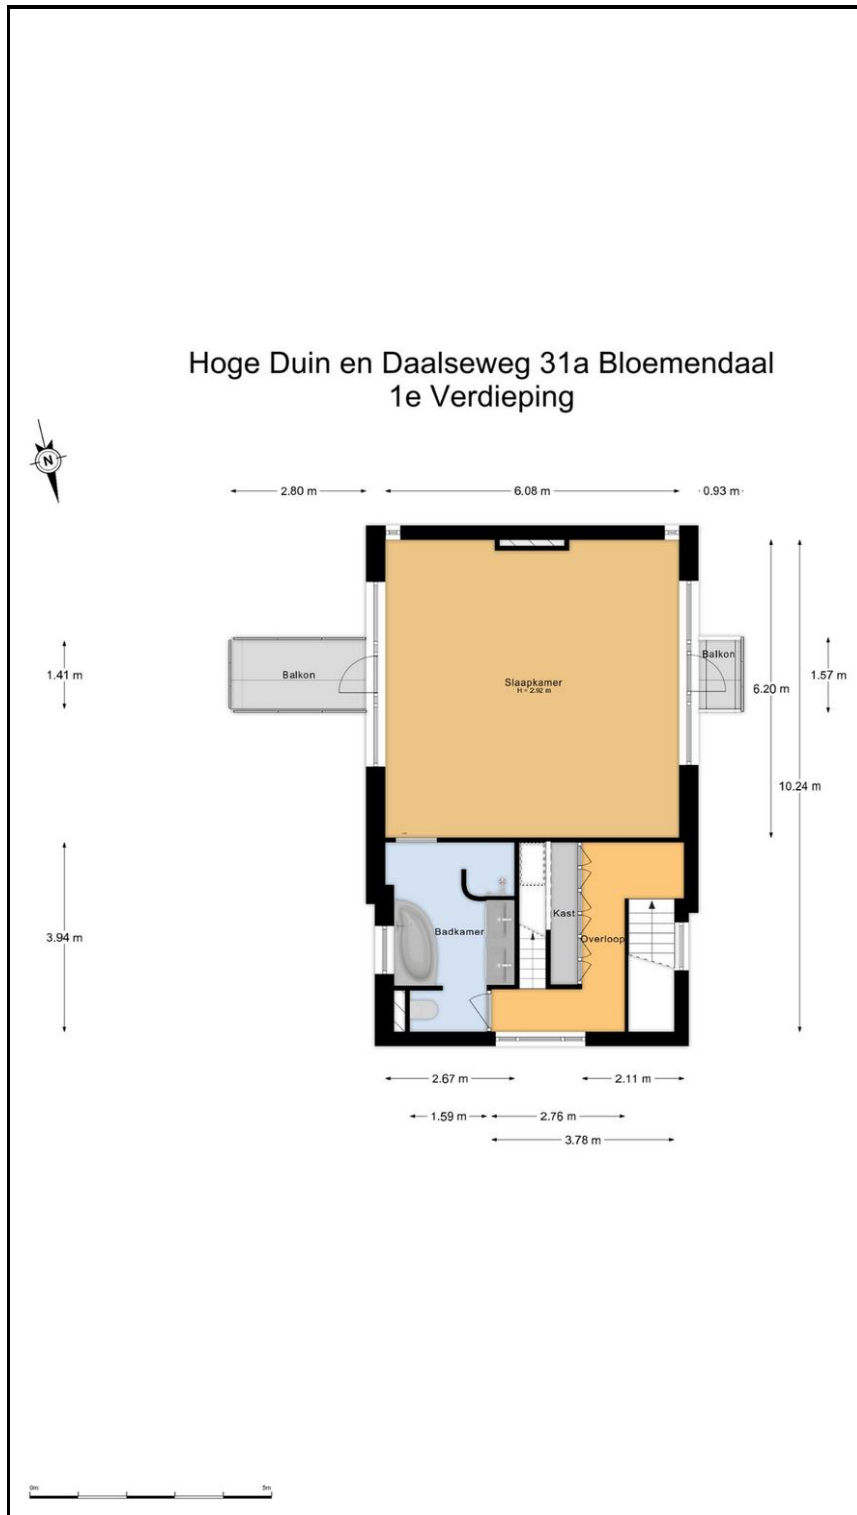 Hoge Duin en Daalseweg 31a Bloemendaal
1e Verdieping
N
2.80 m
6.08 m
0.93 m
1.41 m
Balkon
Slaapkamer
H = 2.92 m
Balkon
6.20 m
1.57 m
10.24 m
3.94 m
Badkamer
Kast
Overloop
2.67 m
2.11 m
1.59 m
2.76 m
3.78 m
0m
5m